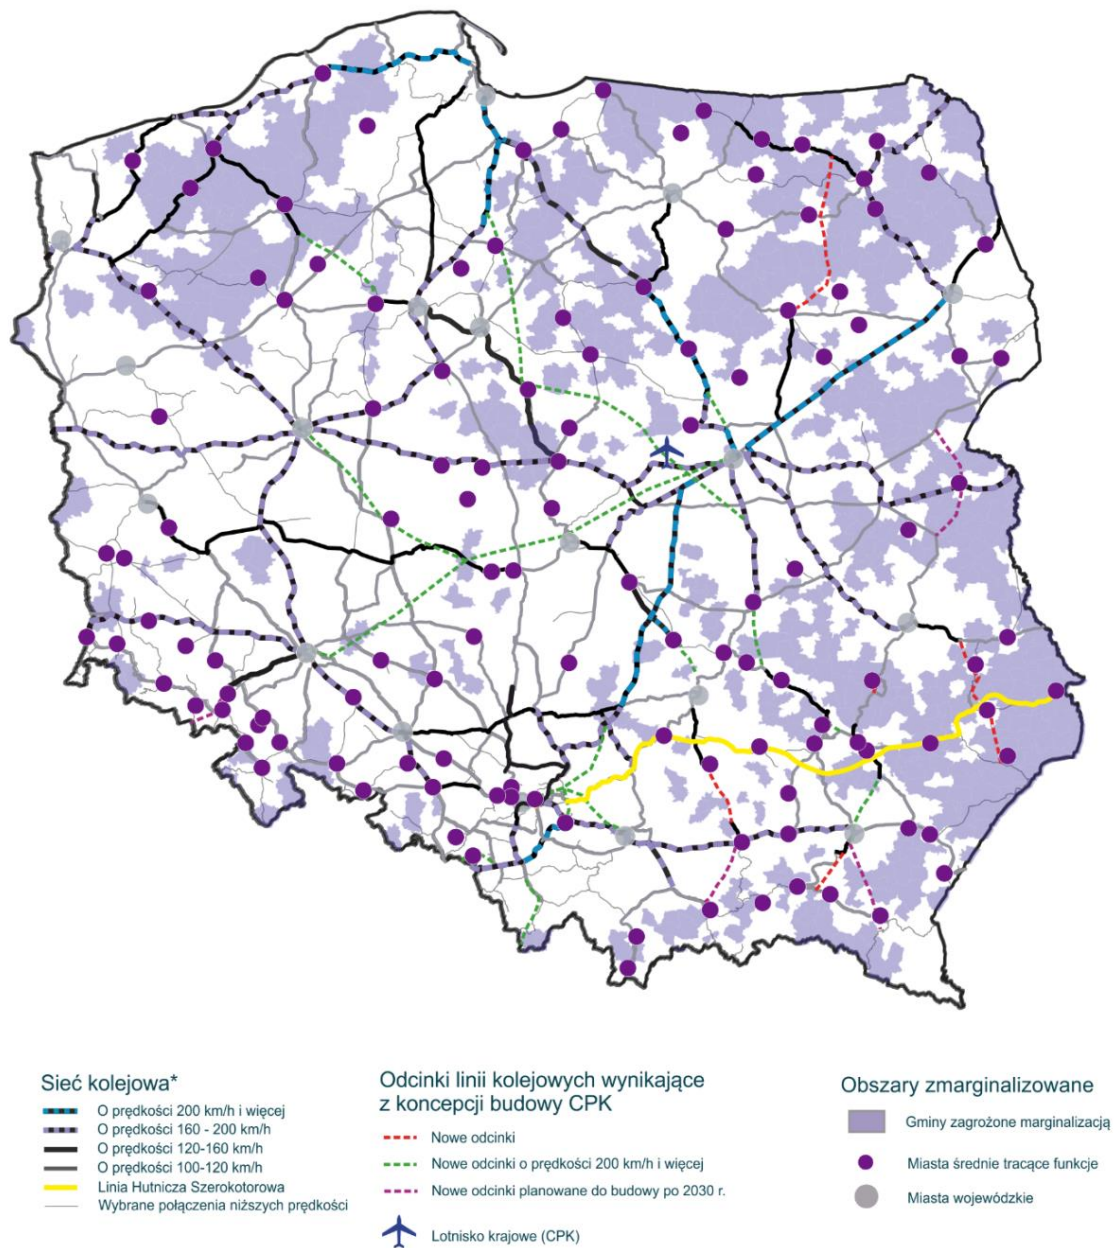 Sieć kolejowa*
O prędkości 200 km/h i więcej
O prędkości 160 - 200 km/h
O prędkości 120-160 km/h
O prędkości 100-120 km/h
Linia Hutnicza Szerokotorowa
Wybrane połączenia niższych prędkości
Odcinki linii kolejowych wynikające
z koncepcji budowy CPK
Nowe odcinki
Nowe odcinki o prędkości 200 km/h i więcej
Nowe odcinki planowane do budowy po 2030 r.
Lotnisko krajowe (CPK)
Obszary zmarginalizowane
Gminy zagrożone marginalizacją
Miasta średnie tracące funkcje
Miasta wojewódzkie